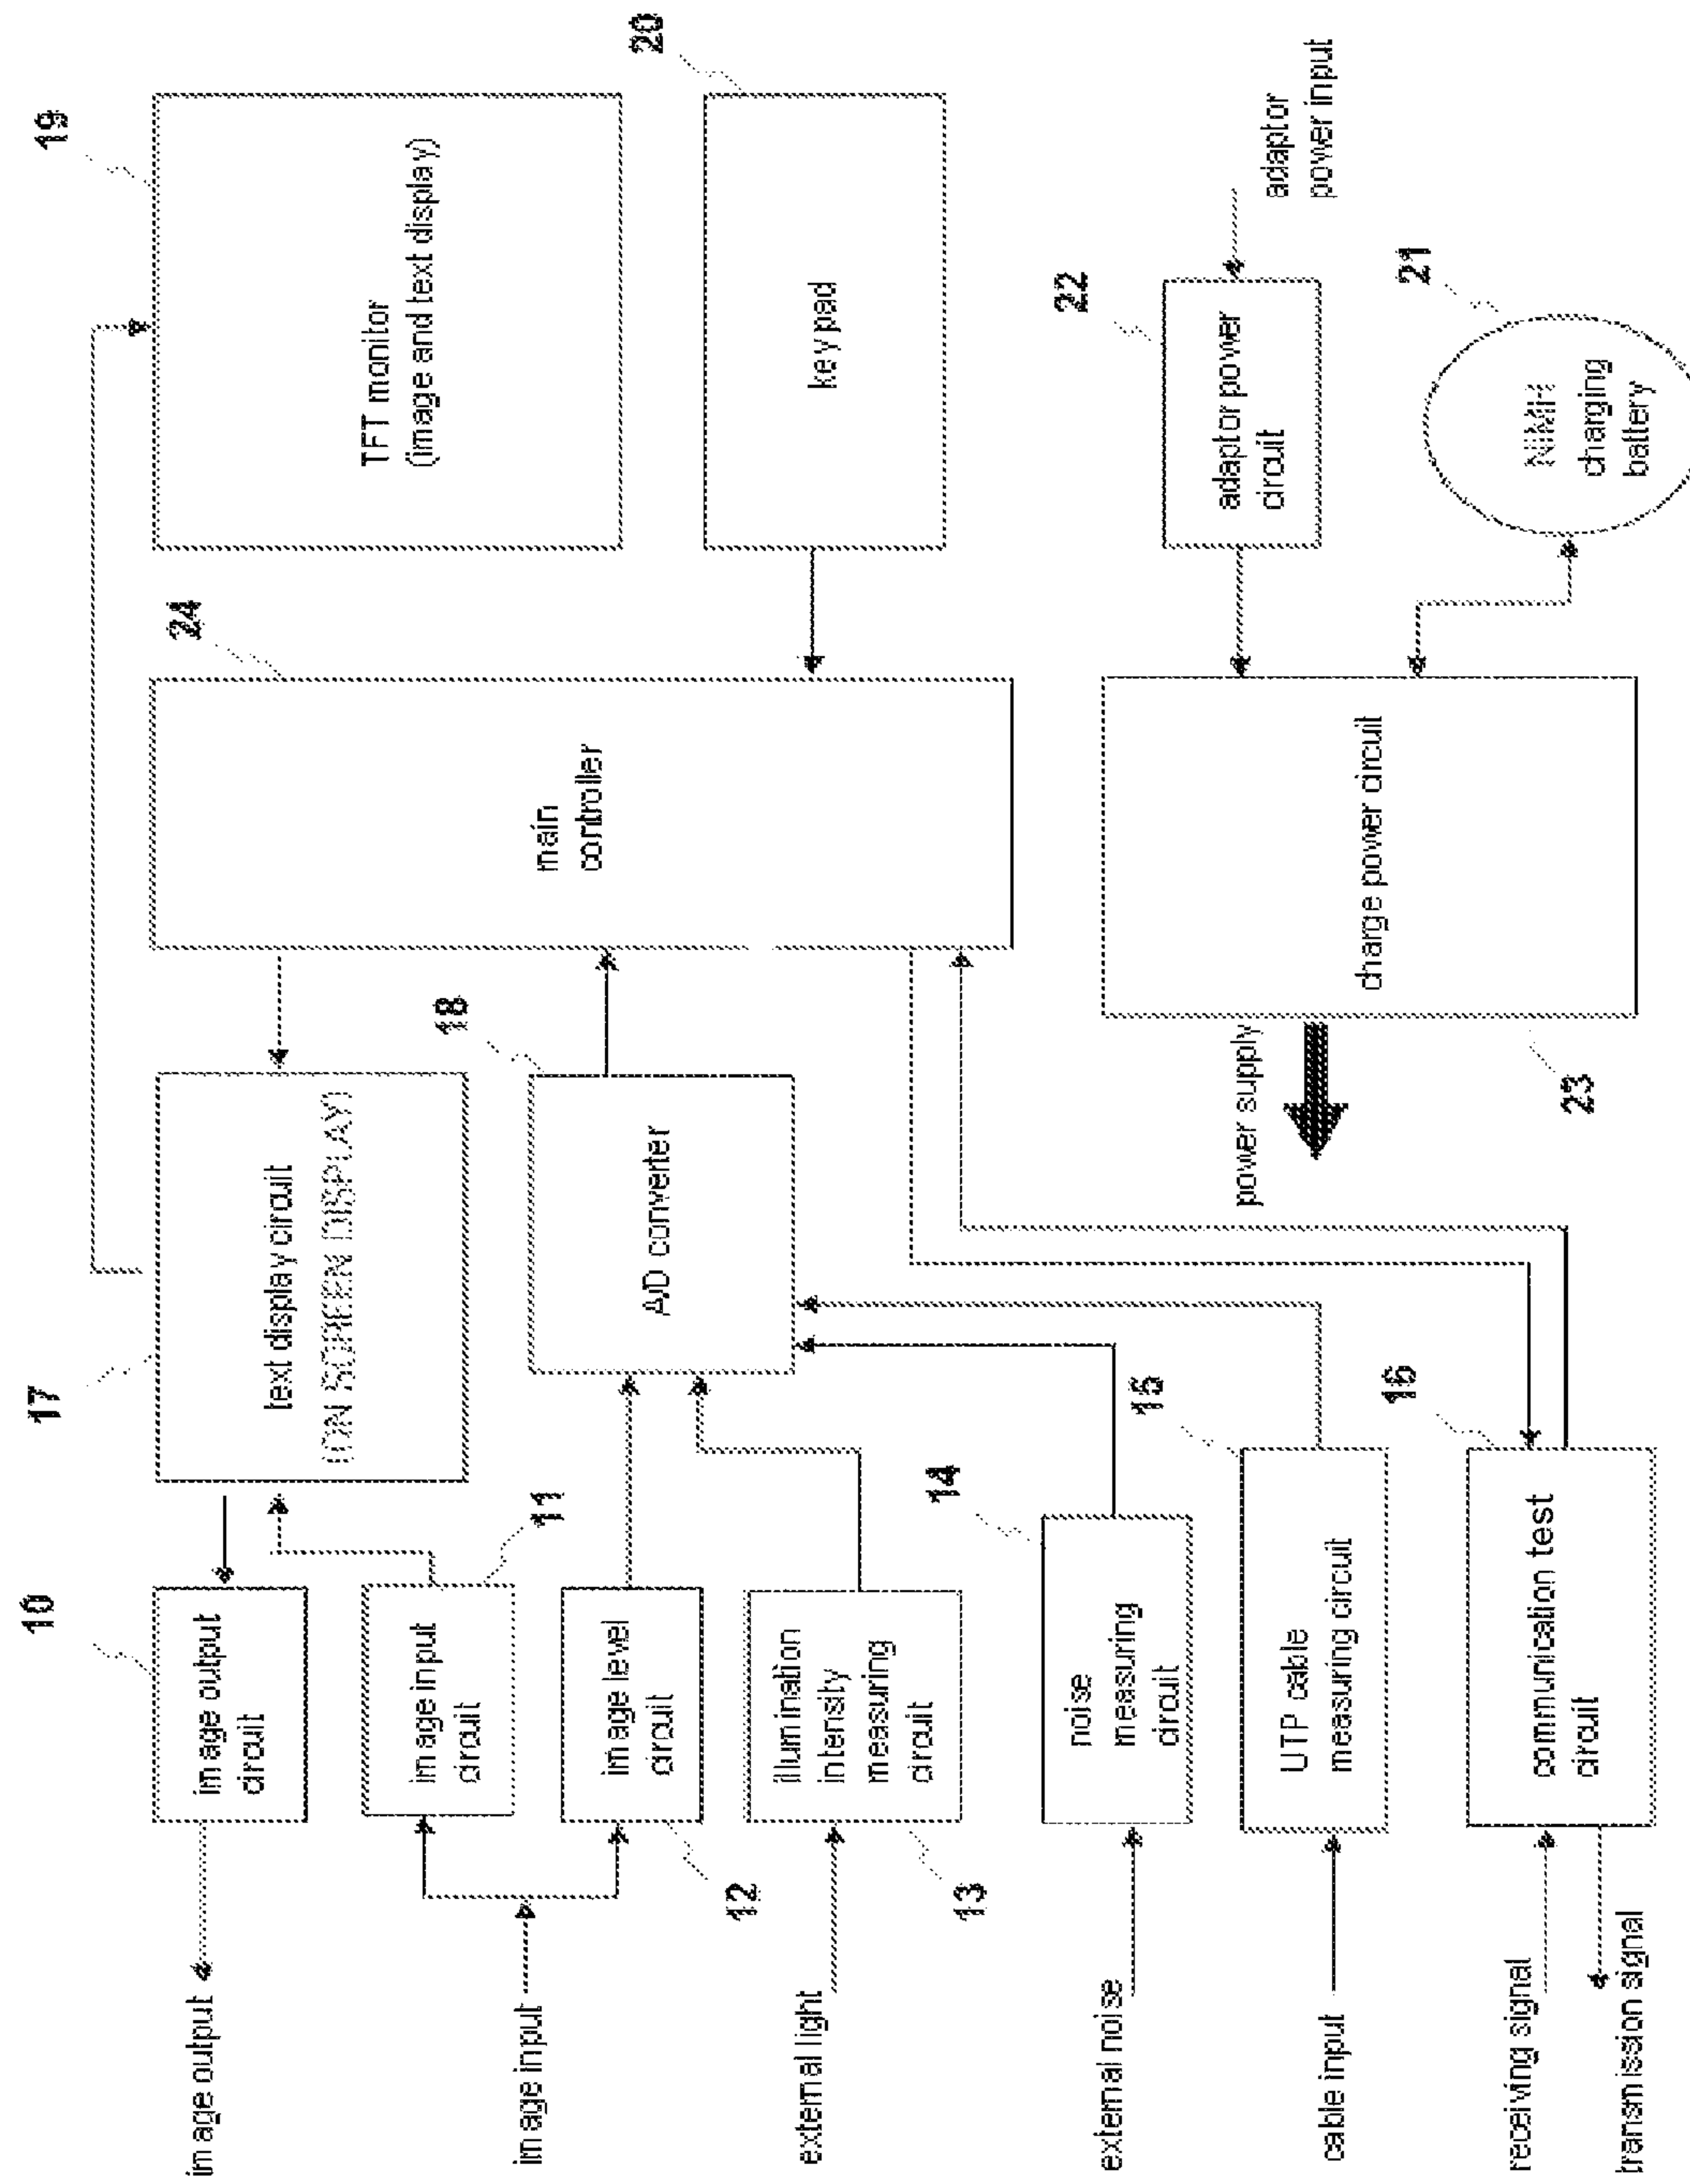 19
TFT monitor
(image and text display)
20
key pad
adaptor
power input
22
adaptor power
circuit
21
NiMH
charging
battery
24
main
controller
charge power circuit
23
power supply
17
text display circuit
(ON SCREEN DISPLAY)
18
A/D converter
10
image output
circuit
11
image input
circuit
image level
circuit
12
illumination
intensity
measuring
circuit
13
14
noise
measuring
circuit
15
UTP cable
measuring circuit
16
communication test
circuit
image output
image input
external light
external noise
cable input
receiving signal
transmission signal